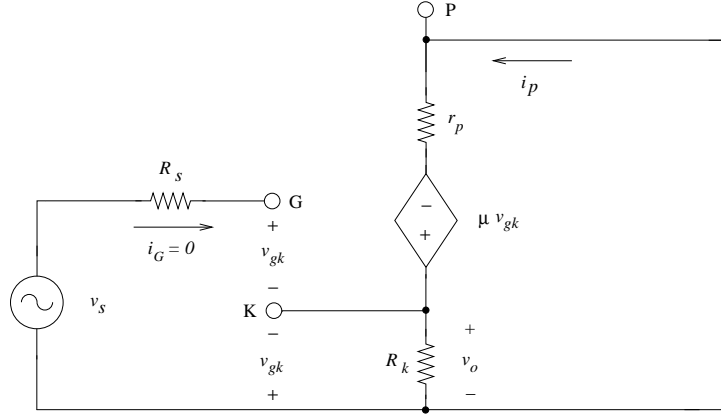 P
i_p
r_p
R_s
G
−
+
μ v_gk
+
v_gk
−
i_G = 0
v_s
K
−
v_gk
+
R_k
+
v_o
−